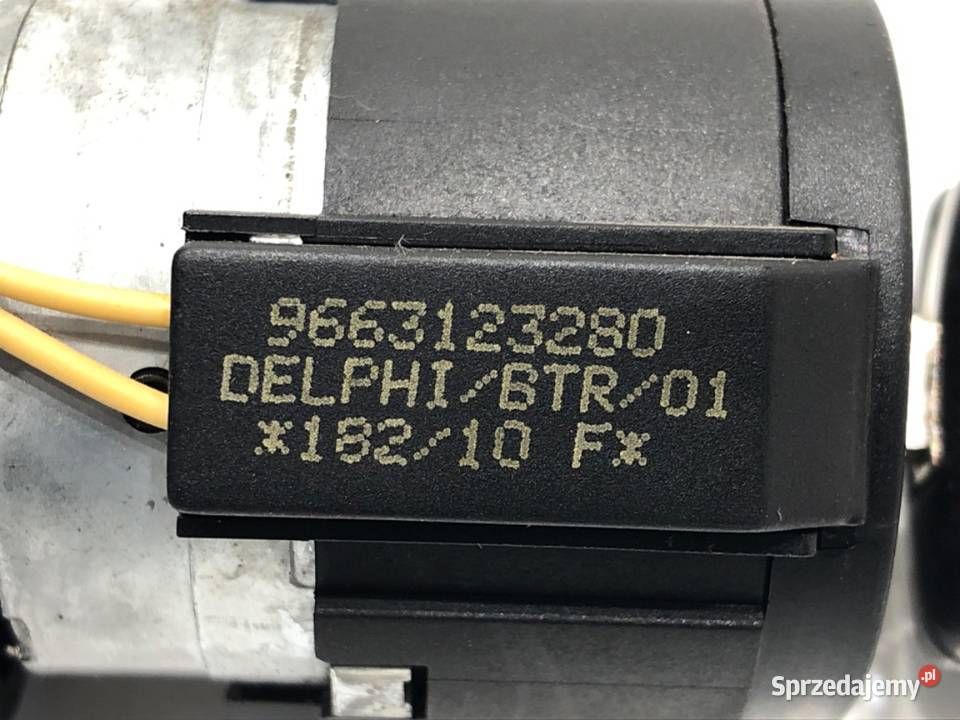 9663123280
DELPHI/BTR/01
*182/10 F*
Sprzedajemy.pl